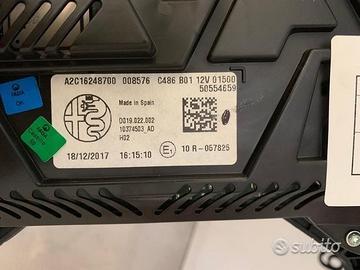 A2C16248700 008576 C486 B01 12V 01500
50554659
Made in Spain
D019.022.002
10374503_AD
H02
18/12/2017 16:15:10
E1
10 R-057825
OK
subito